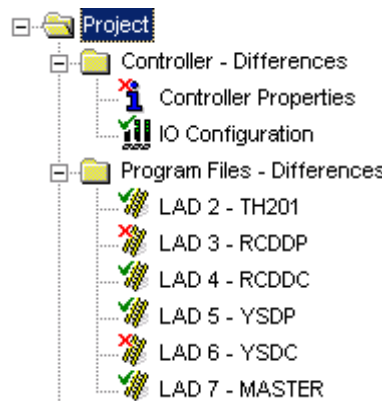 Project
Controller - Differences
Controller Properties
IO Configuration
Program Files - Differences
LAD 2 - TH201
LAD 3 - RCDDP
LAD 4 - RCDDC
LAD 5 - YSDP
LAD 6 - YSDC
LAD 7 - MASTER